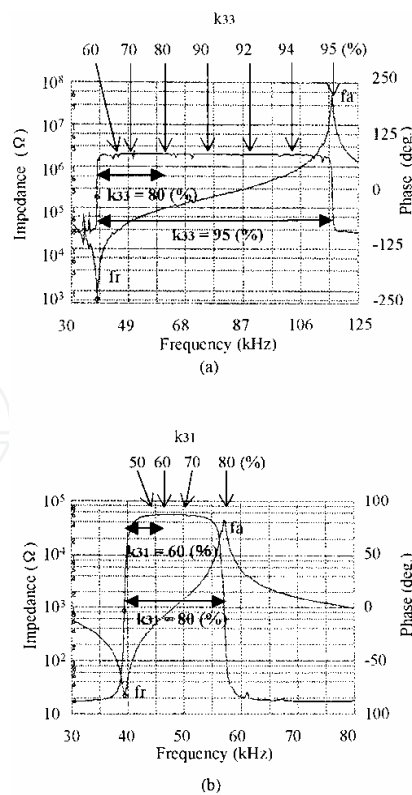 k33
60 70 80 90 92 94 95 (%)
10⁸ 250
fa
10⁷ 125
10⁶ 0
k33 = 80 (%)
10⁵
k33 = 95 (%)
10⁴ -125
fr
10³ -250
32 49 68 87 106 125
Impedance (Ω)
Phase (deg.)
Frequency (kHz)
(a)
k31
50 60 70 80 (%)
10⁵ 100
fa
k31 = 60 (%)
10⁴ 50
10³ 0
k31 = 80 (%)
10² -50
fr
10 100
30 40 50 60 70 80
Impedance (Ω)
Phase (deg.)
Frequency (kHz)
(b)